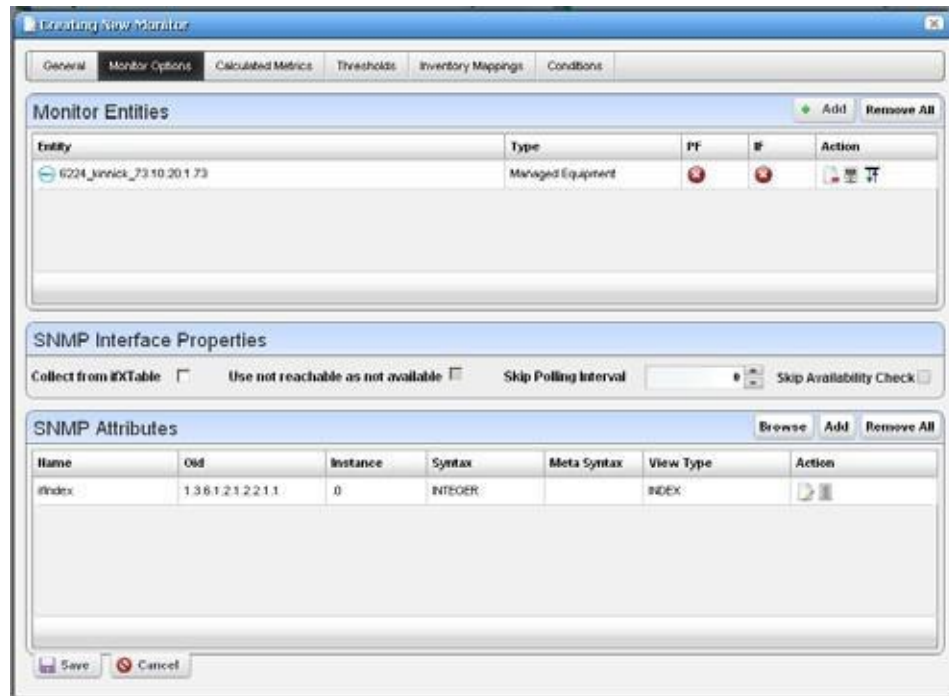 Creating New Monitor
General Monitor Options Calculated Metrics Thresholds Inventory Mappings Conditions
Monitor Entities Add Remove All
Entity Type PF IF Action
6224_kinnick_73:10.20.1.73 Managed Equipment
SNMP Interface Properties
Collect from ifXTable Use not reachable as not available Skip Polling Interval 0 Skip Availability Check
SNMP Attributes Browse Add Remove All
Name Oid Instance Syntax Meta Syntax View Type Action
ifIndex 1.3.6.1.2.1.2.2.1.1 .0 INTEGER INDEX
Save Cancel